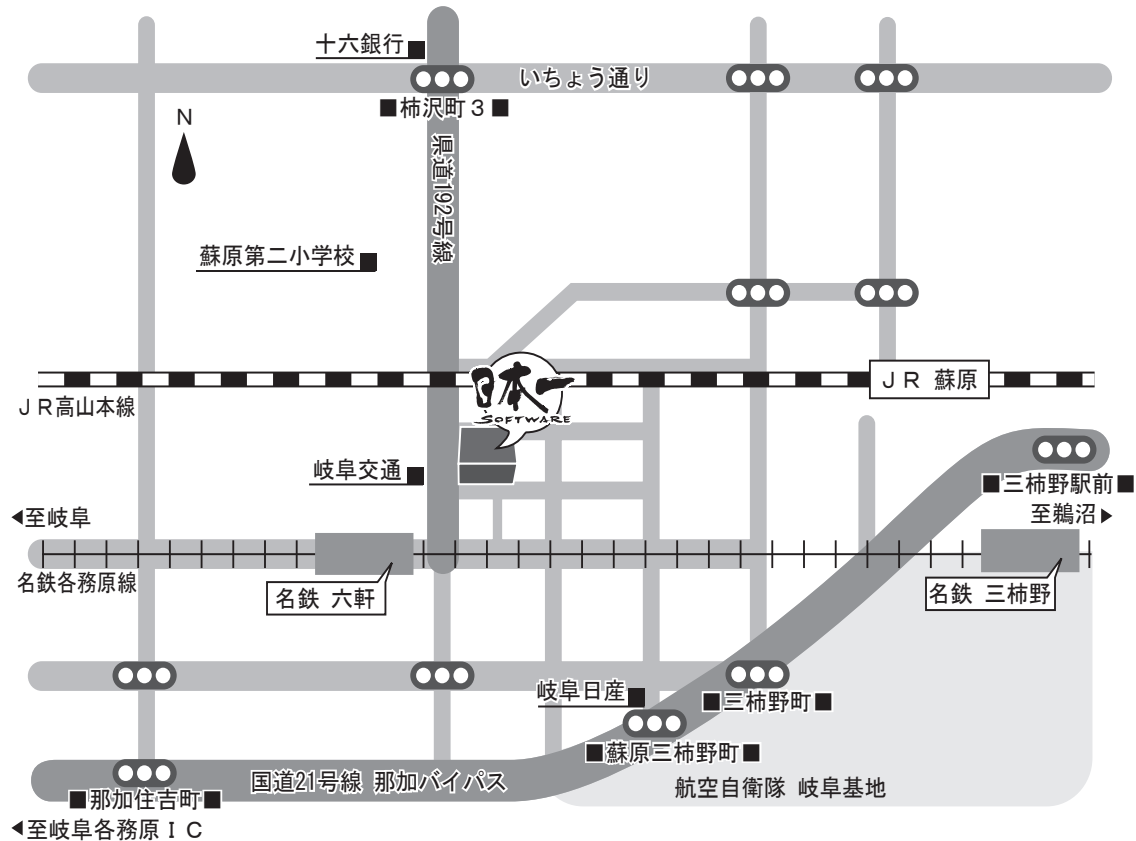 十六銀行■
いちょう通り
■柿沢町３■
N
県道192号線
蘇原第二小学校■
日本一
SOFTWARE
ＪＲ 蘇原
ＪＲ高山本線
岐阜交通■
■三柿野駅前■
◀至岐阜
至鵜沼▶
名鉄各務原線
名鉄 六軒
名鉄 三柿野
岐阜日産■
■三柿野町■
■蘇原三柿野町■
国道21号線 那加バイパス
航空自衛隊 岐阜基地
■那加住吉町■
◀至岐阜各務原ＩＣ